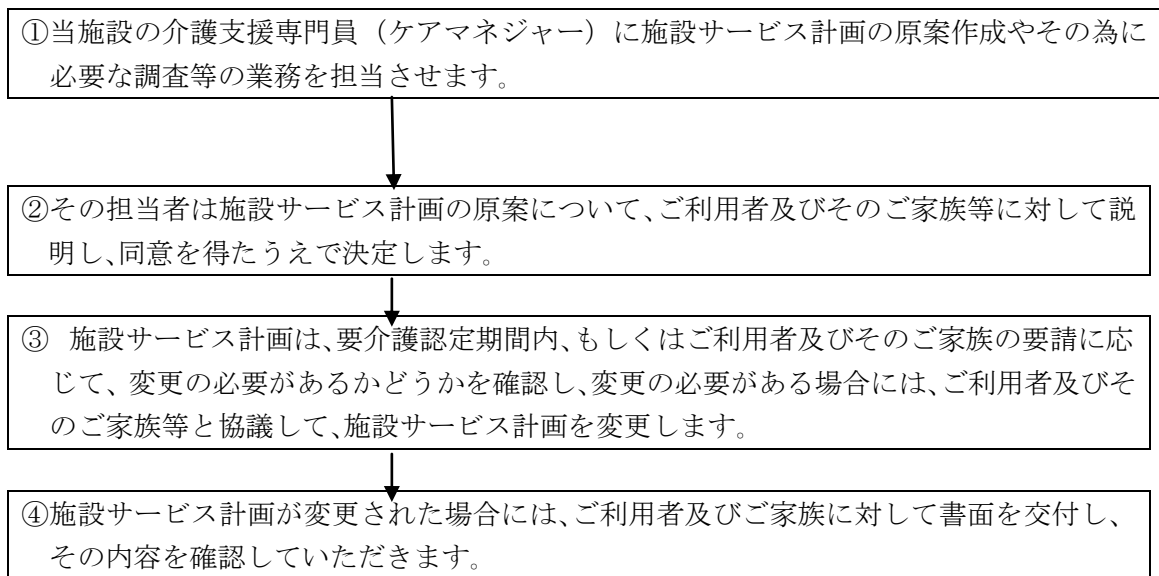 ①当施設の介護支援専門員（ケアマネジャー）に施設サービス計画の原案作成やその為に
必要な調査等の業務を担当させます。
②その担当者は施設サービス計画の原案について、ご利用者及びそのご家族等に対して説
明し、同意を得たうえで決定します。
③ 施設サービス計画は、要介護認定期間内、もしくはご利用者及びそのご家族の要請に応
じて、変更の必要があるかどうかを確認し、変更の必要がある場合には、ご利用者及びそ
のご家族等と協議して、施設サービス計画を変更します。
④施設サービス計画が変更された場合には、ご利用者及びご家族に対して書面を交付し、
その内容を確認していただきます。